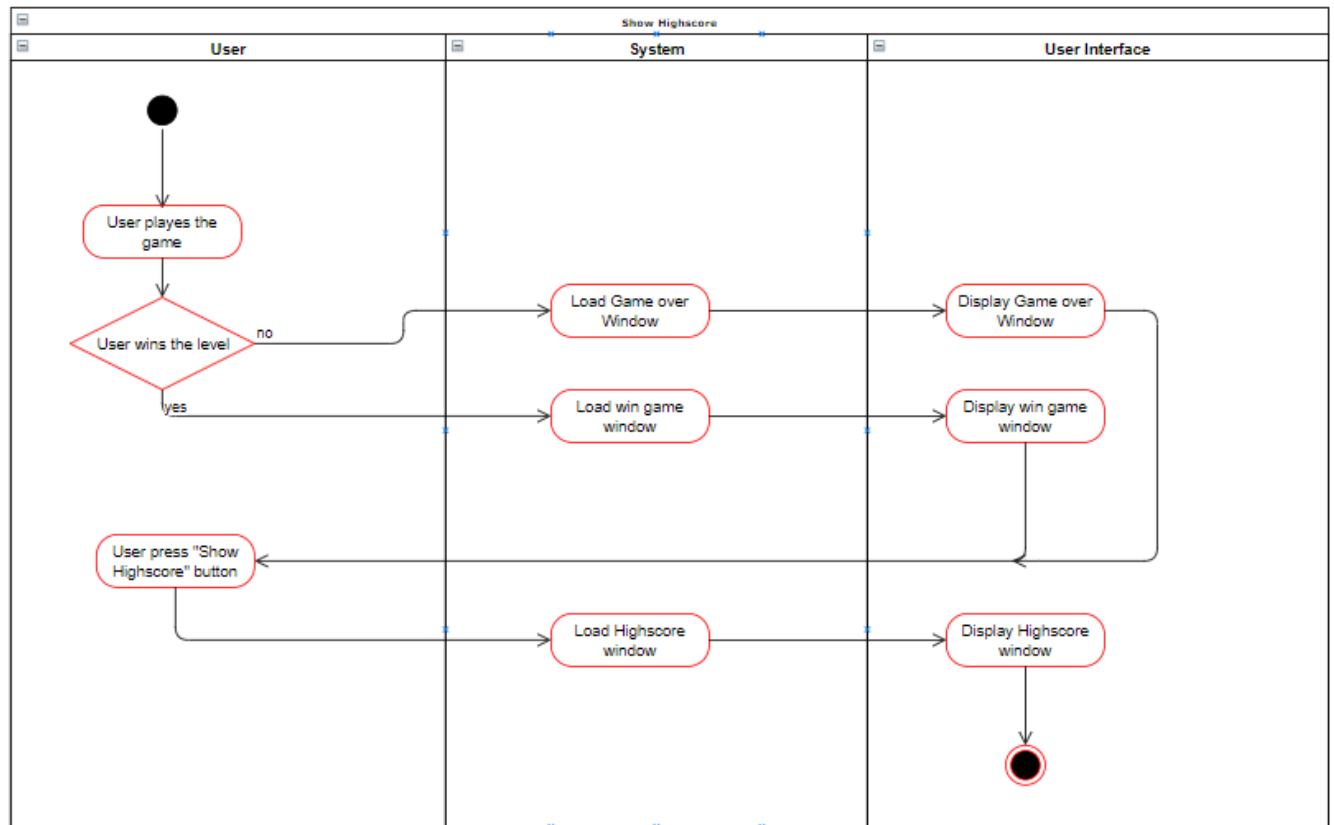 Show Highscore
User
System
User Interface
User playes the
game
User wins the level
no
yes
Load Game over
Window
Display Game over
Window
Load win game
window
Display win game
window
User press "Show
Highscore" button
Load Highscore
window
Display Highscore
window